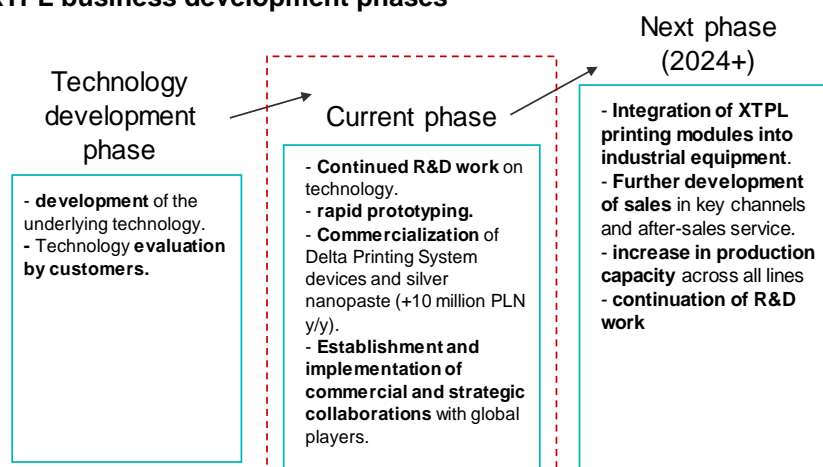 TPL business development phases
Technology
development
phase
- development of the
underlying technology.
- Technology evaluation
by customers.
Current phase
- Continued R&D work on
technology.
- rapid prototyping.
- Commercialization of
Delta Printing System
devices and silver
nanopaste (+10 million PLN
y/y).
- Establishment and
implementation of
commercial and strategic
collaborations with global
players.
Next phase
(2024+)
- Integration of XTPL
printing modules into
industrial equipment.
- Further development
of sales in key channels
and after-sales service.
- increase in production
capacity across all lines
- continuation of R&D
work